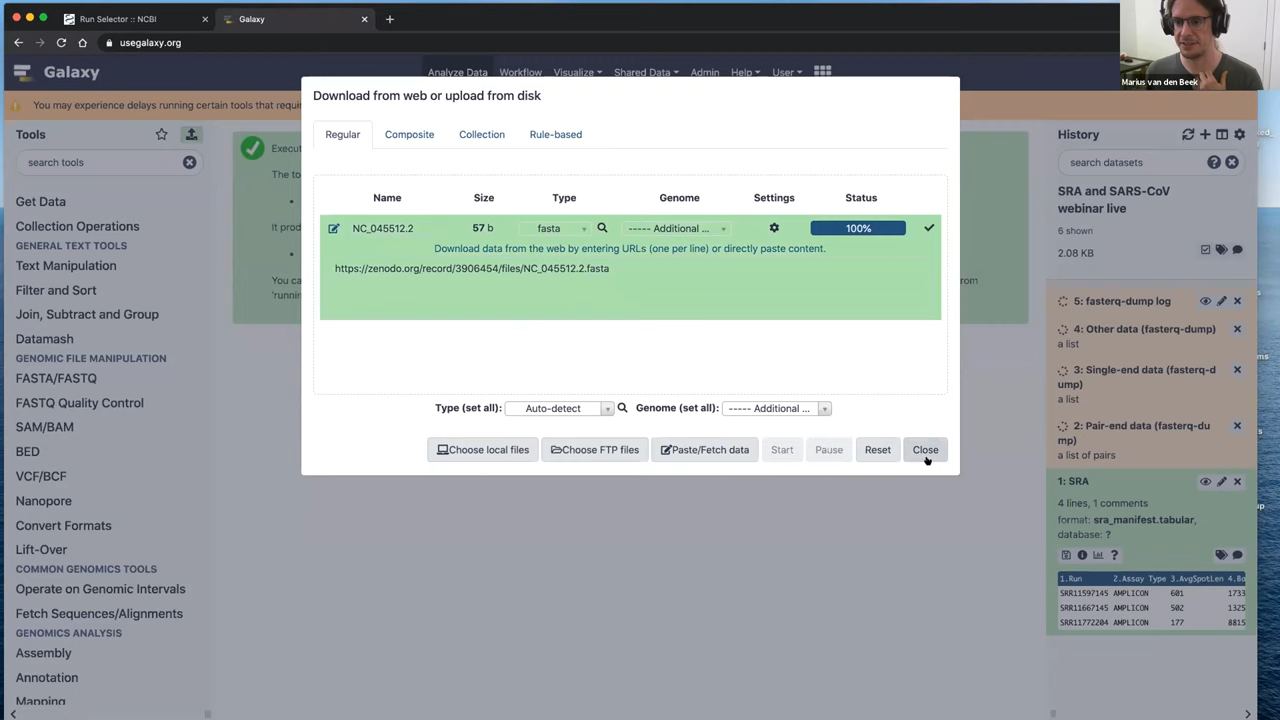 Run Selector :: NCBI
Galaxy
usegalaxy.org
Galaxy
Analyze Data
Workflow
Visualize
Shared Data
Admin
Help
User
Marius van den Beek
You may experience delays running certain tools that requi
Tools
search tools
Get Data
Collection Operations
GENERAL TEXT TOOLS
Text Manipulation
Filter and Sort
Join, Subtract and Group
Datamash
GENOMIC FILE MANIPULATION
FASTA/FASTQ
FASTQ Quality Control
SAM/BAM
BED
VCF/BCF
Nanopore
Convert Formats
Lift-Over
COMMON GENOMICS TOOLS
Operate on Genomic Intervals
Fetch Sequences/Alignments
GENOMICS ANALYSIS
Assembly
Annotation
Mapping
Execut
The to
It prod
You ca
'runnin
from
Download from web or upload from disk
Regular
Composite
Collection
Rule-based
Name Size Type Genome Settings Status
NC_045512.2 57 b fasta ----- Additional ... 100%
Download data from the web by entering URLs (one per line) or directly paste content.
https://zenodo.org/record/3906454/files/NC_045512.2.fasta
Type (set all): Auto-detect Genome (set all): ----- Additional ...
Choose local files
Choose FTP files
Paste/Fetch data
Start
Pause
Reset
Close
History
search datasets
SRA and SARS-CoV
webinar live
6 shown
2.08 KB
5: fasterq-dump log
4: Other data (fasterq-dump)
a list
3: Single-end data (fasterq-d
ump)
a list
2: Pair-end data (fasterq-du
mp)
a list of pairs
1: SRA
4 lines, 1 comments
format: sra_manifest.tabular,
database: ?
1.Run 2.Assay Type 3.AvgSpotLen 4.Ba
SRR11597145 AMPLICON 601 1733
SRR11667145 AMPLICON 502 1325
SRR11772204 AMPLICON 177 8815